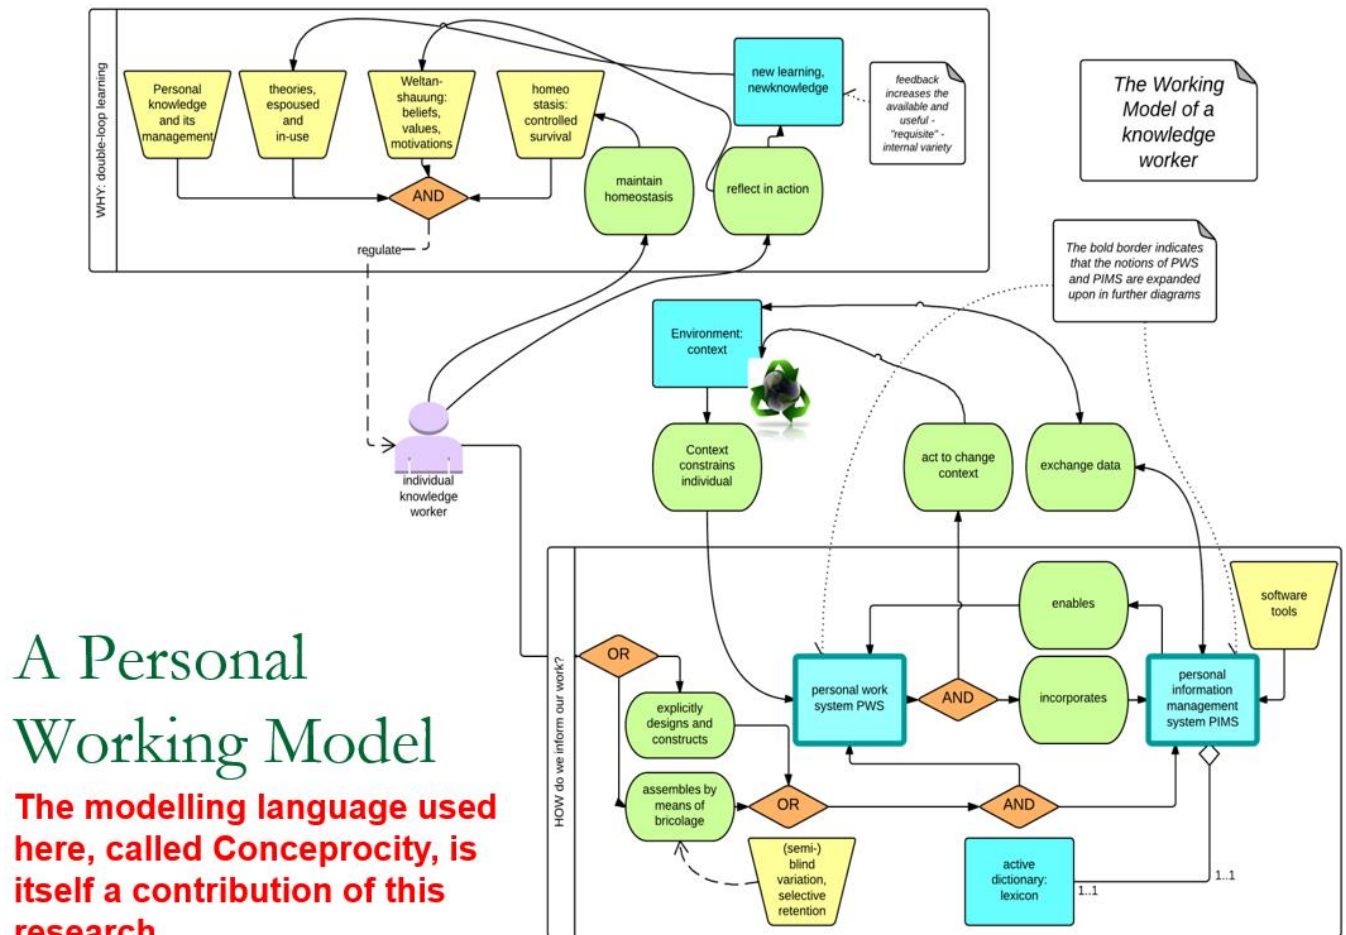 WHY: double-loop learning
Personal
knowledge
and its
management
theories,
espoused
and
in-use
Weltan-
shauung:
beliefs,
values,
motivations
homeo
stasis:
controlled
survival
new learning,
newknowledge
feedback
increases the
available and
useful -
"requisite" -
internal variety
The Working
Model of a
knowledge
worker
AND
maintain
homeostasis
reflect in action
regulate
The bold border indicates
that the notions of PWS
and PIMS are expanded
upon in further diagrams
Environment:
context
individual
knowledge
worker
Context
constrains
individual
act to change
context
exchange data
HOW do we inform our work?
OR
enables
software
tools
explicitly
designs and
constructs
personal work
system PWS
AND
incorporates
personal
information
management
system PIMS
assembles by
means of
bricolage
OR
AND
(semi-)
blind
variation,
selective
retention
active
dictionary:
lexicon
1..1
1..1
A Personal
Working Model
The modelling language used
here, called Conceprocity, is
itself a contribution of this
research